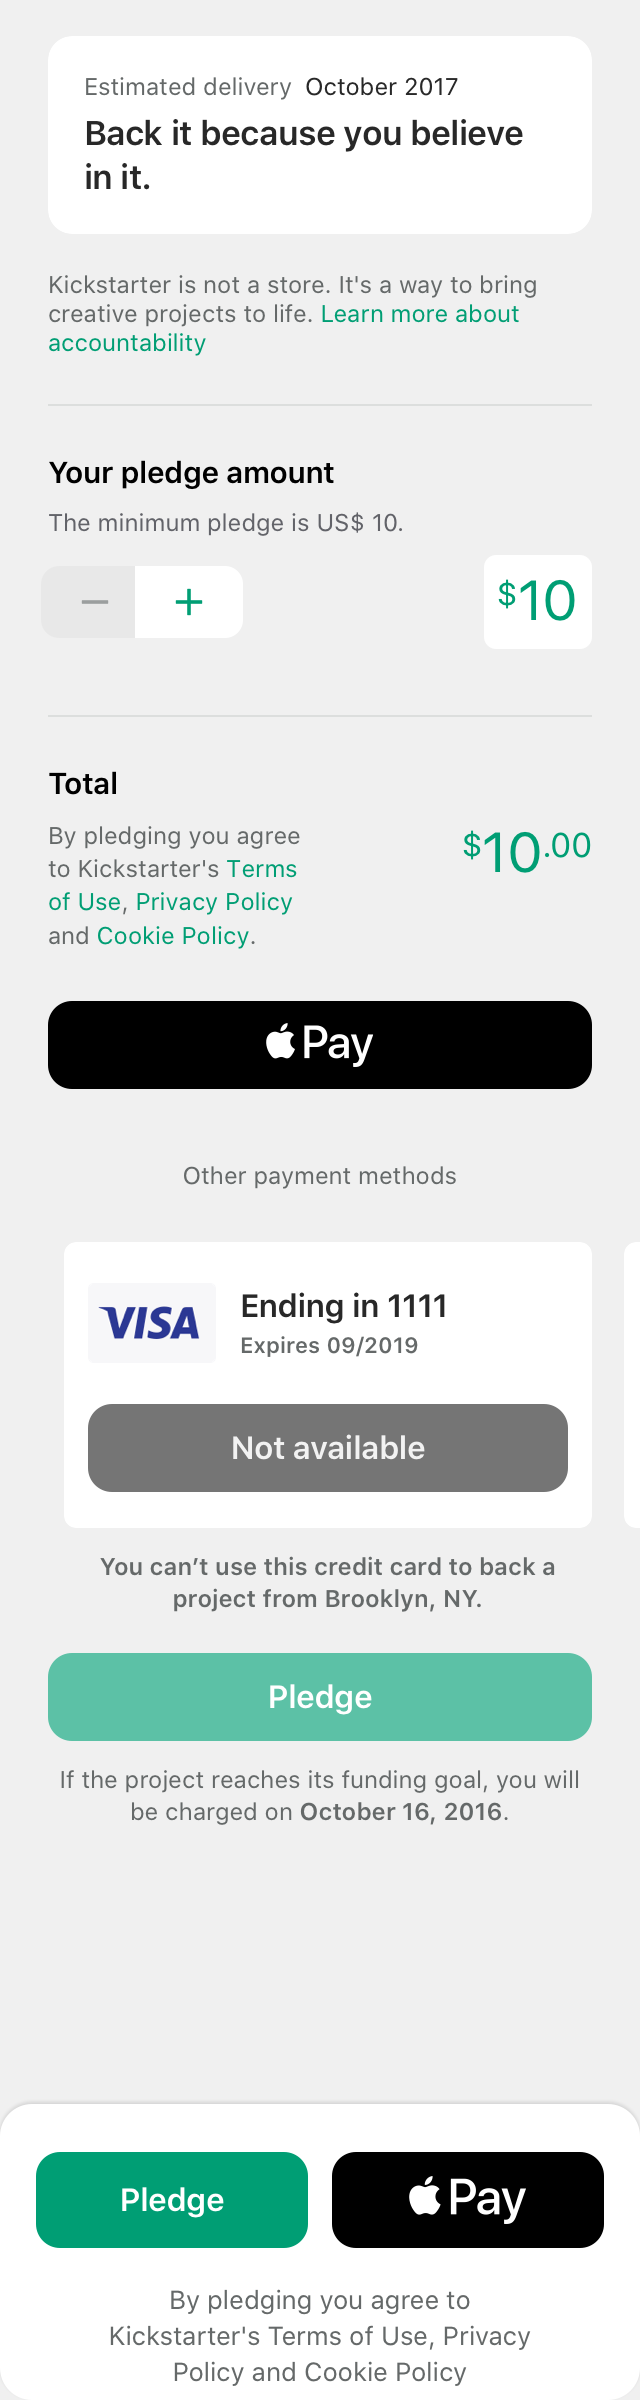 Estimated delivery October 2017
Back it because you believe
in it.
Kickstarter is not a store. It's a way to bring
creative projects to life. Learn more about
accountability
Your pledge amount
The minimum pledge is US$ 10.
− +
$10
Total
By pledging you agree
to Kickstarter's Terms
of Use, Privacy Policy
and Cookie Policy.
$10.00
Pay
Other payment methods
VISA
Ending in 1111
Expires 09/2019
Not available
You can’t use this credit card to back a
project from Brooklyn, NY.
Pledge
If the project reaches its funding goal, you will
be charged on October 16, 2016.
Pledge
Pay
By pledging you agree to
Kickstarter's Terms of Use, Privacy
Policy and Cookie Policy